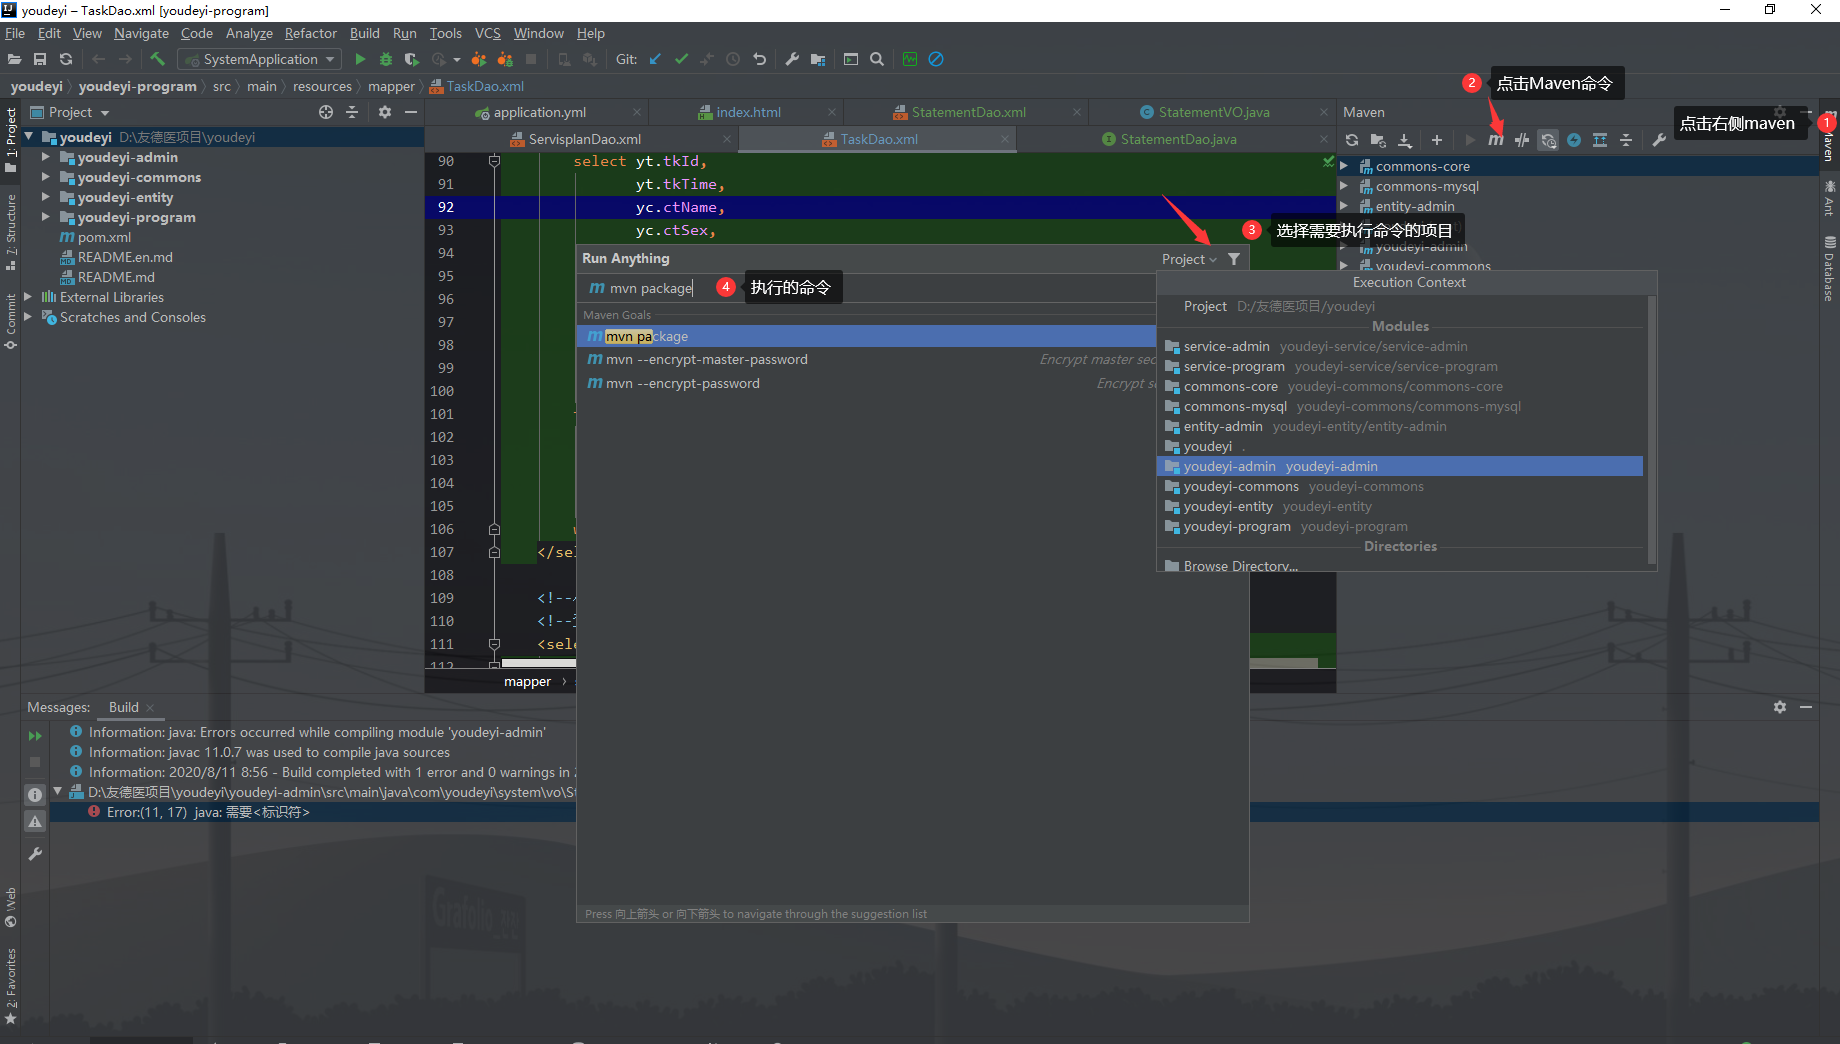 youdeyi – TaskDao.xml [youdeyi-program]
File Edit View Navigate Code Analyze Refactor Build Run Tools VCS Window Help
SystemApplication
Git:
youdeyi youdeyi-program src main resources mapper TaskDao.xml
2 点击Maven命令
Project
application.yml index.html StatementDao.xml StatementVO.java
Maven
点击右侧maven 1
ServisplanDao.xml TaskDao.xml StatementDao.java
1: Project
7: Structure
Commit
Web
2: Favorites
Maven
Ant
Database
youdeyi D:\友德医项目\youdeyi
youdeyi-admin
youdeyi-commons
youdeyi-entity
youdeyi-program
pom.xml
README.en.md
README.md
External Libraries
Scratches and Consoles
90 select yt.tkId,
91 yt.tkTime,
92 yc.ctName,
93 yc.ctSex,
94
95
96
97
98
99
100
101
102
103
104
105
106
107 </sel
108
109 <!--
110 <!--
111 <sele
112
mapper ›
commons-core
commons-mysql
entity-admin
youdeyi-admin
youdeyi-commons
3 选择需要执行命令的项目
Run Anything
Project
mvn package
4 执行的命令
Maven Goals
mvn package
mvn --encrypt-master-password Encrypt master sec
mvn --encrypt-password Encrypt s
Press 向上箭头 or 向下箭头 to navigate through the suggestion list
Execution Context
Project D:/友德医项目/youdeyi
Modules
service-admin youdeyi-service/service-admin
service-program youdeyi-service/service-program
commons-core youdeyi-commons/commons-core
commons-mysql youdeyi-commons/commons-mysql
entity-admin youdeyi-entity/entity-admin
youdeyi .
youdeyi-admin youdeyi-admin
youdeyi-commons youdeyi-commons
youdeyi-entity youdeyi-entity
youdeyi-program youdeyi-program
Directories
Browse Directory...
Messages: Build
Information: java: Errors occurred while compiling module 'youdeyi-admin'
Information: javac 11.0.7 was used to compile java sources
Information: 2020/8/11 8:56 - Build completed with 1 error and 0 warnings in
D:\友德医项目\youdeyi\youdeyi-admin\src\main\java\com\youdeyi\system\vo\St
Error:(11, 17) java: 需要<标识符>